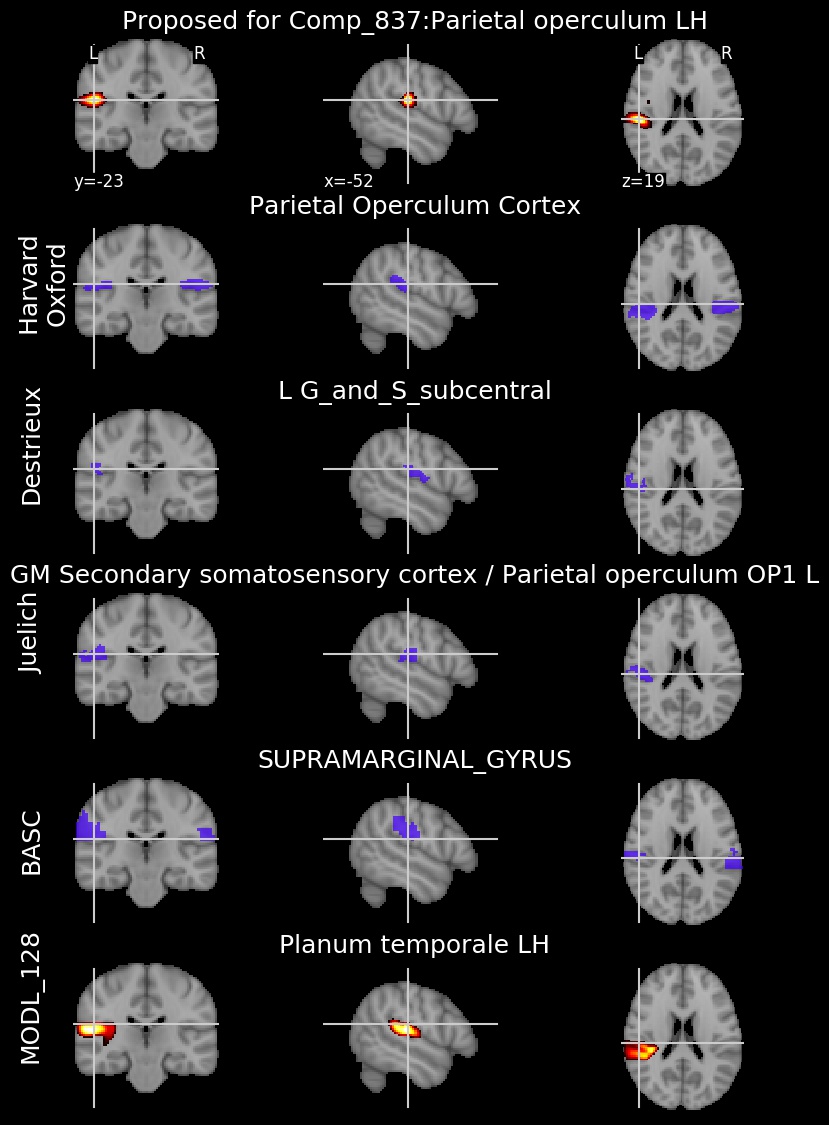 Proposed for Comp_837:Parietal operculum LH
L R L R
y=-23 x=-52 z=19
Parietal Operculum Cortex
Harvard
Oxford
L G_and_S_subcentral
Destrieux
GM Secondary somatosensory cortex / Parietal operculum OP1 L
Juelich
SUPRAMARGINAL_GYRUS
BASC
Planum temporale LH
MODL_128